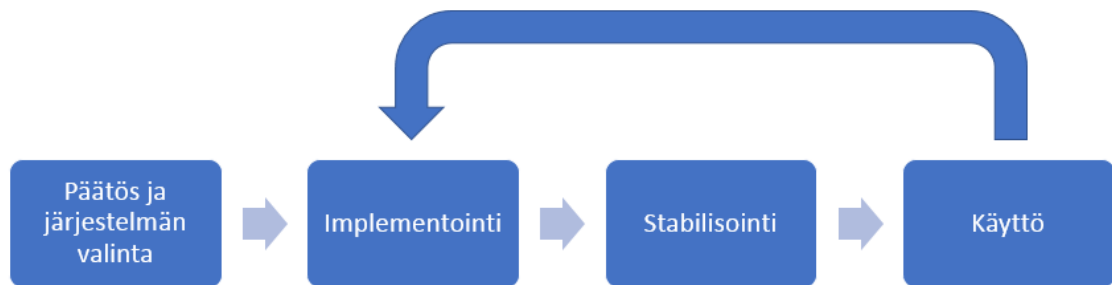 Päätös ja
järjestelmän
valinta
Implementointi
Stabilisointi
Käyttö